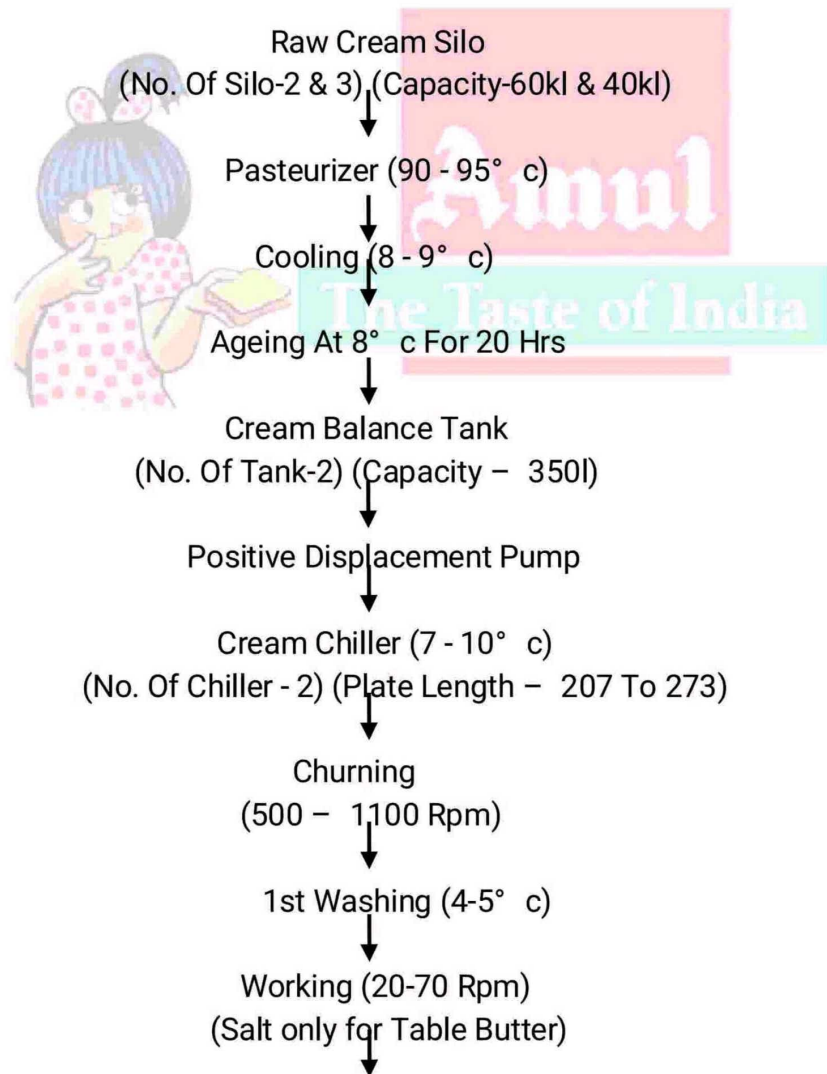 Raw Cream Silo
(No. Of Silo-2 & 3) (Capacity-60kl & 40kl)
Amul
Pasteurizer (90 - 95° c)
Cooling (8 - 9° c)
The Taste of India
Ageing At 8° c For 20 Hrs
Cream Balance Tank
(No. Of Tank-2) (Capacity – 350l)
Positive Displacement Pump
Cream Chiller (7 - 10° c)
(No. Of Chiller - 2) (Plate Length – 207 To 273)
Churning
(500 – 1100 Rpm)
1st Washing (4-5° c)
Working (20-70 Rpm)
(Salt only for Table Butter)